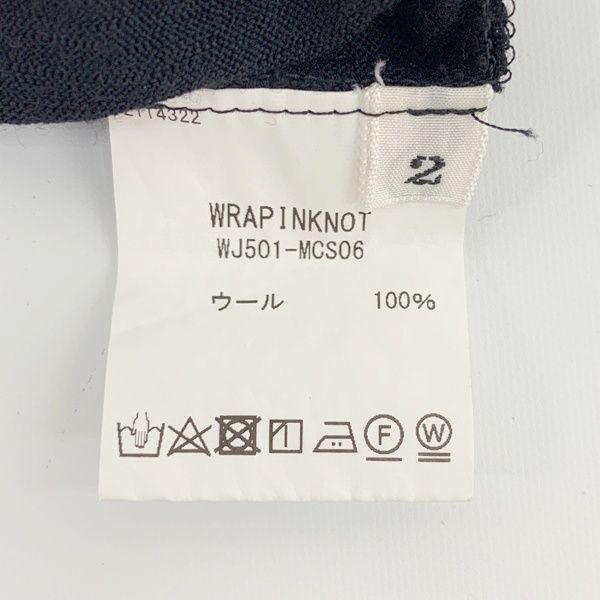 2
WRAPINKNOT
WJ501-MCS06
ウール 100%
F W